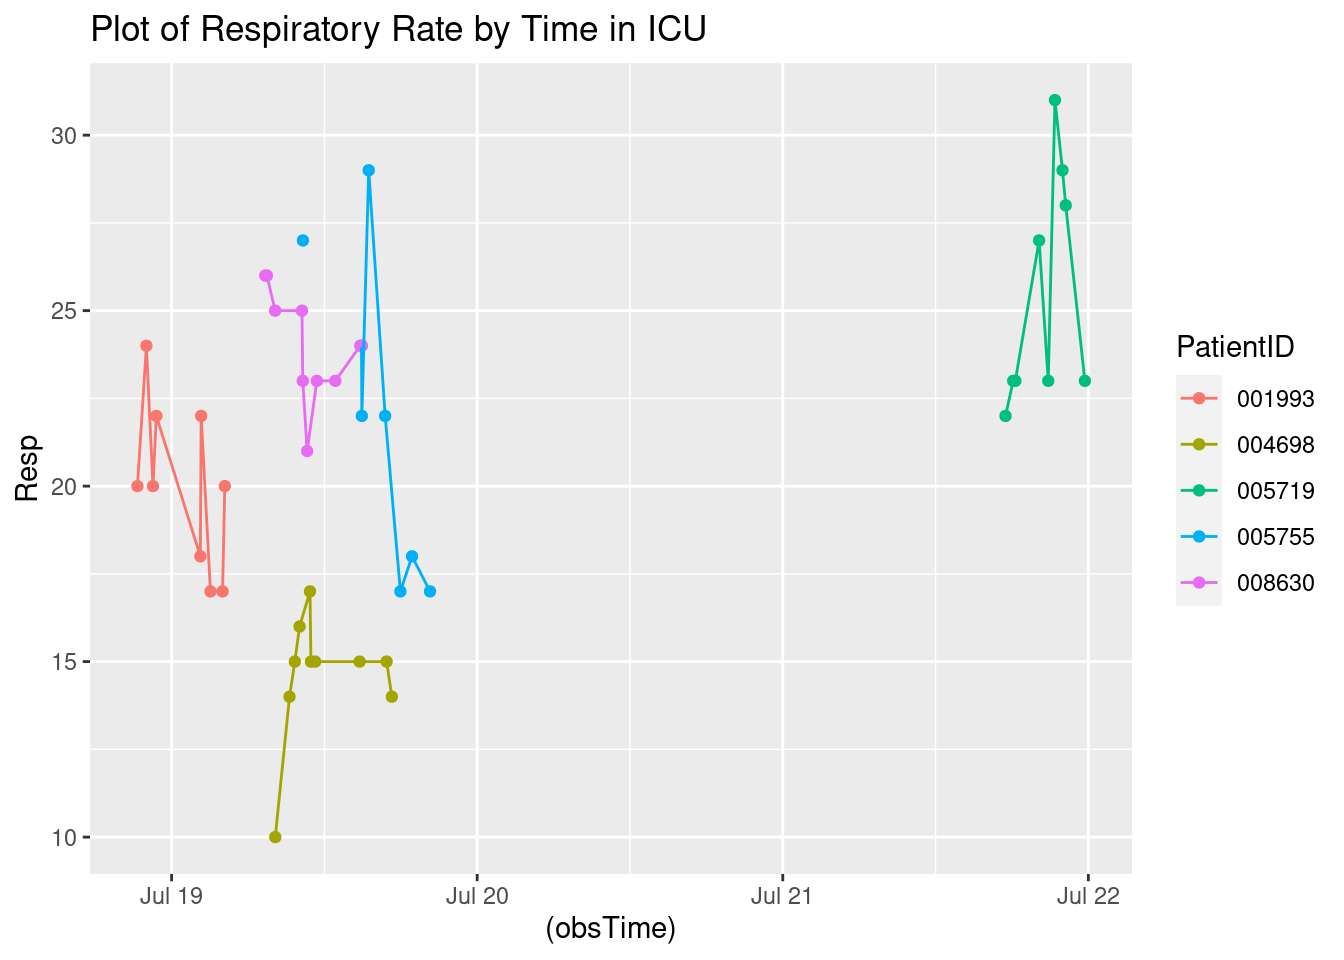 Plot of Respiratory Rate by Time in ICU
30
25
20
15
10
Resp
Jul 19
Jul 20
Jul 21
Jul 22
(obsTime)
PatientID
001993
004698
005719
005755
008630